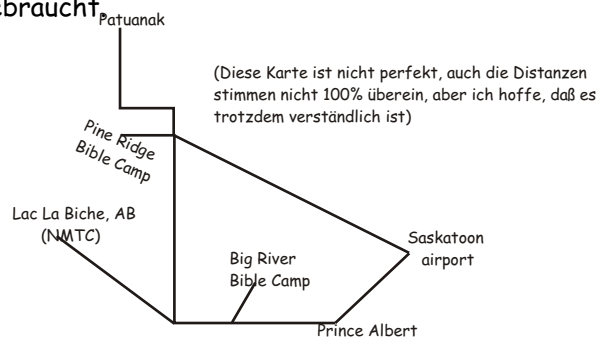 ebraucht.
Patuanak
(Diese Karte ist nicht perfekt, auch die Distanzen
stimmen nicht 100% überein, aber ich hoffe, daß es
trotzdem verständlich ist)
Pine Ridge
Bible Camp
Lac La Biche, AB
(NMTC)
Saskatoon
airport
Big River
Bible Camp
Prince Albert